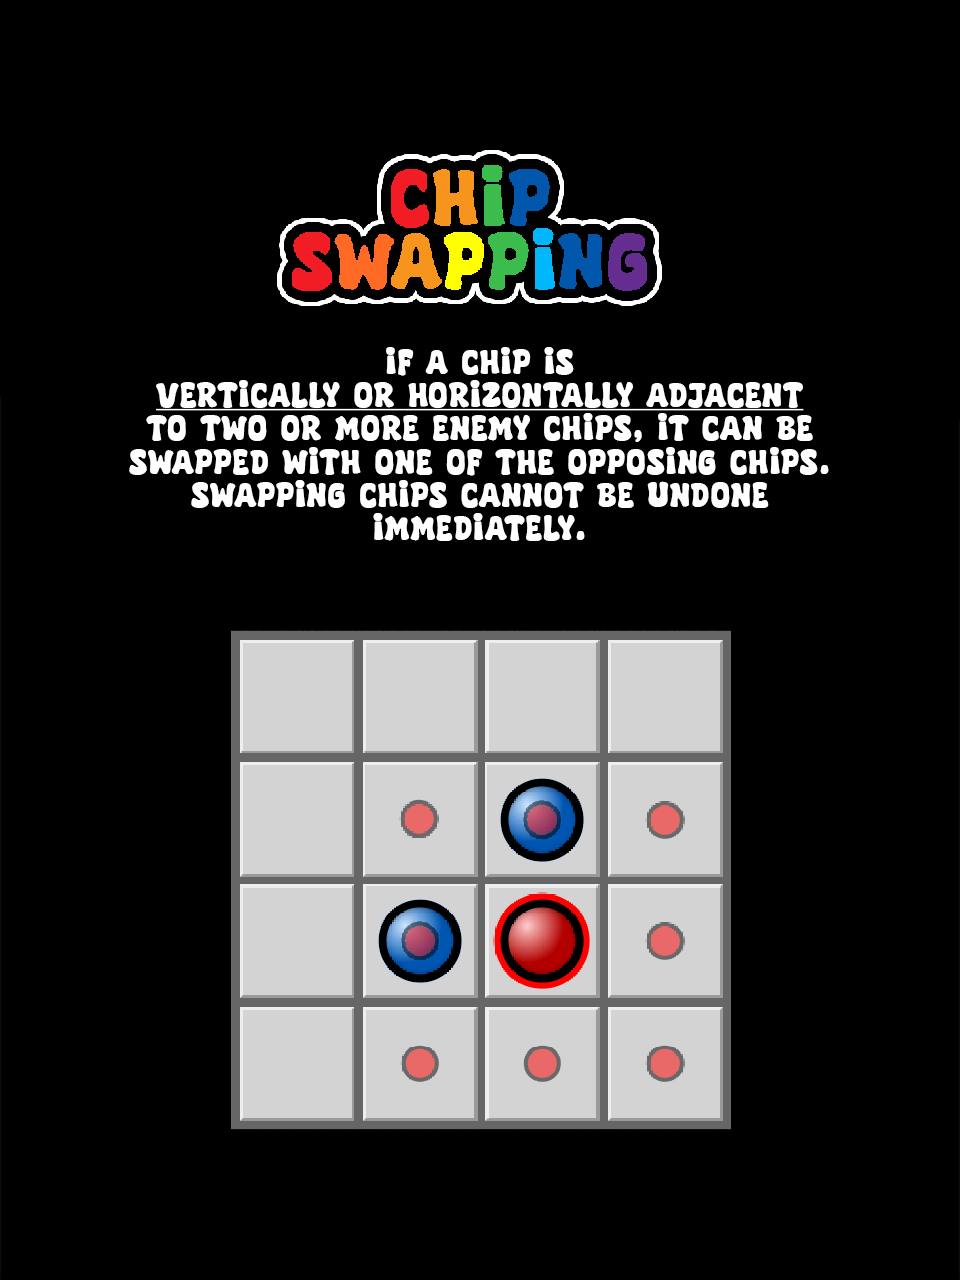 CHiP
SWAPPiNG
iF A CHiP iS
VERTiCALLY OR HORiZONTALLY ADJACENT
TO TWO OR MORE ENEMY CHiPS, iT CAN BE
SWAPPED WiTH ONE OF THE OPPOSiNG CHiPS.
SWAPPiNG CHiPS CANNOT BE UNDONE
iMMEDiATELY.